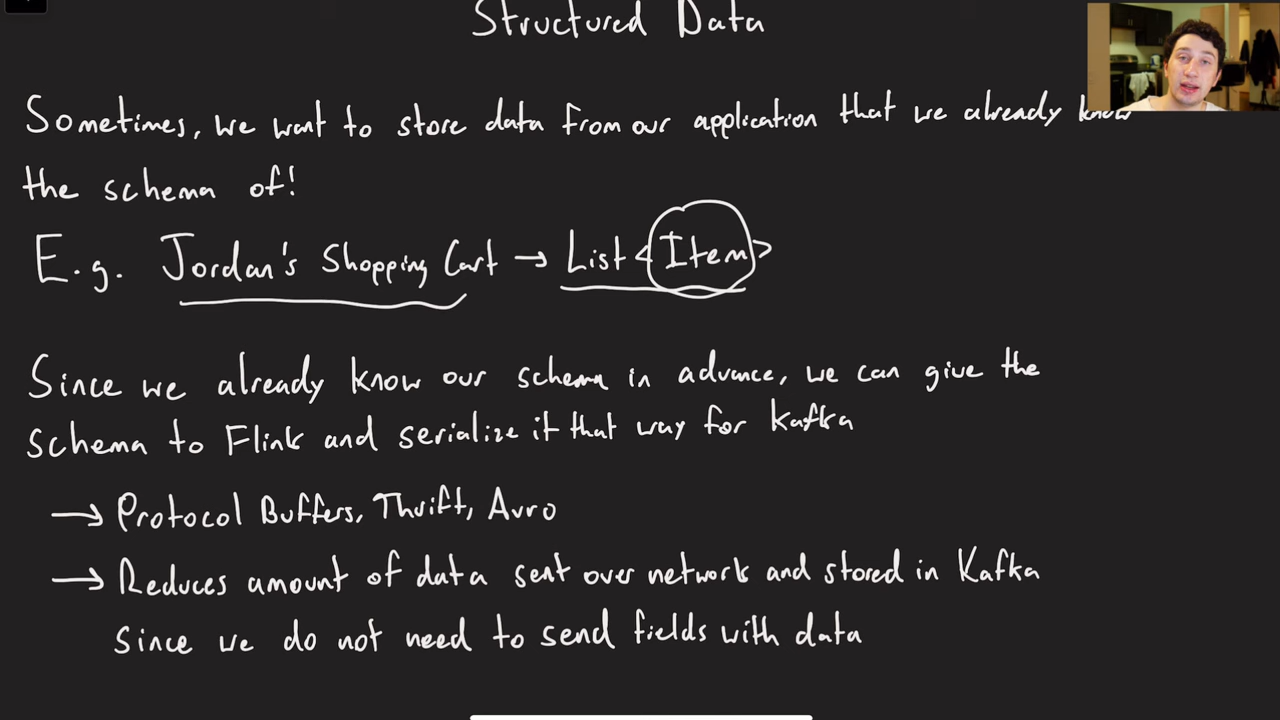 Structured Data
Sometimes, we want to store data from our application that we already know
the schema of!
E.g. Jordan's Shopping Cart → List <Item>
Since we already know our schema in advance, we can give the
schema to Flink and serialize it that way for Kafka
→ Protocol Buffers, Thrift, Avro
→ Reduces amount of data sent over network and stored in Kafka
since we do not need to send fields with data